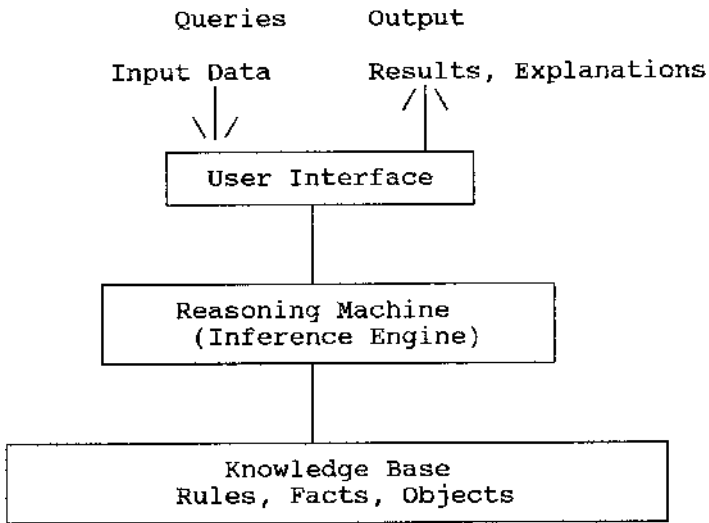 Queries Output
Input Data Results, Explanations
User Interface
Reasoning Machine
(Inference Engine)
Knowledge Base
Rules, Facts, Objects